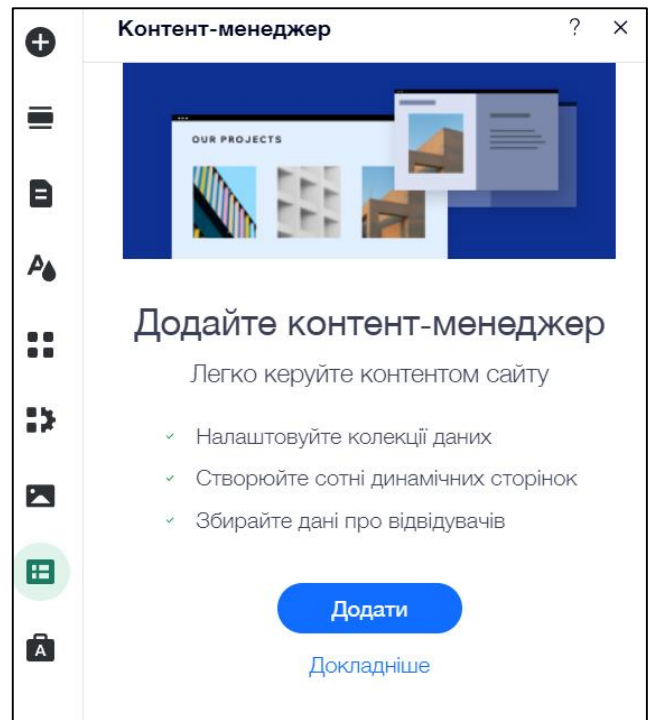 Контент-менеджер ? ×
OUR PROJECTS
Додайте контент-менеджер
Легко керуйте контентом сайту
Налаштовуйте колекції даних
Створюйте сотні динамічних сторінок
Збирайте дані про відвідувачів
Додати
Докладніше
A